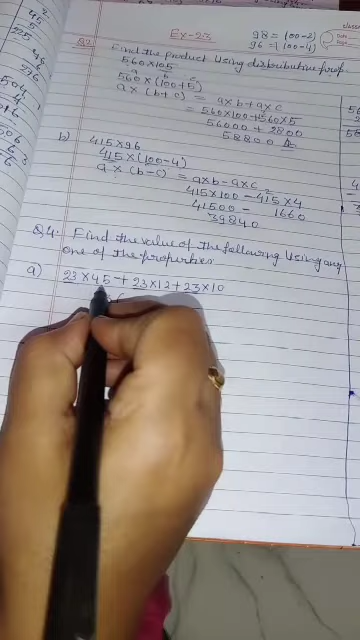 Ex-23
98 = (100-2)
96 = (100-4)
Find the product using distributive prop
560×105
560×(100+5)
a b c
a×(b+c) = a×b+a×c
= 560×100+560×5
56000 + 2800
58800 Ans
b) 415×96
415×(100-4)
a×(b-c) = a×b-a×c
415×100 - 415×4
41500 - 1660
39840
Q4. Find the value of the following using any
one of the properties
a) 23×45 + 23×12 + 23×10